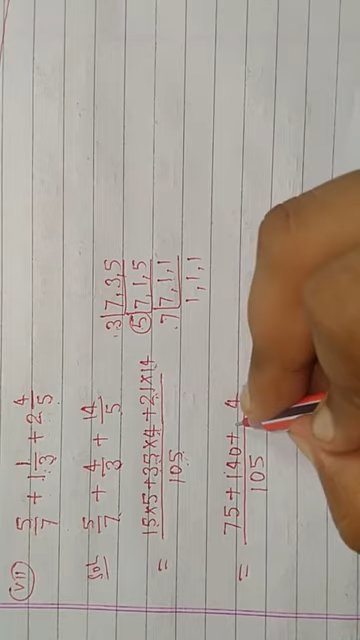 (vii) 5/7 + 1 1/3 + 2 4/5
Sol 5/7 + 4/3 + 14/5
= 15×5+35×4+21×14 / 105
3|7,3,5
5|7,1,5
7|7,1,1
1,1,1
= 75+140+ 4 / 105